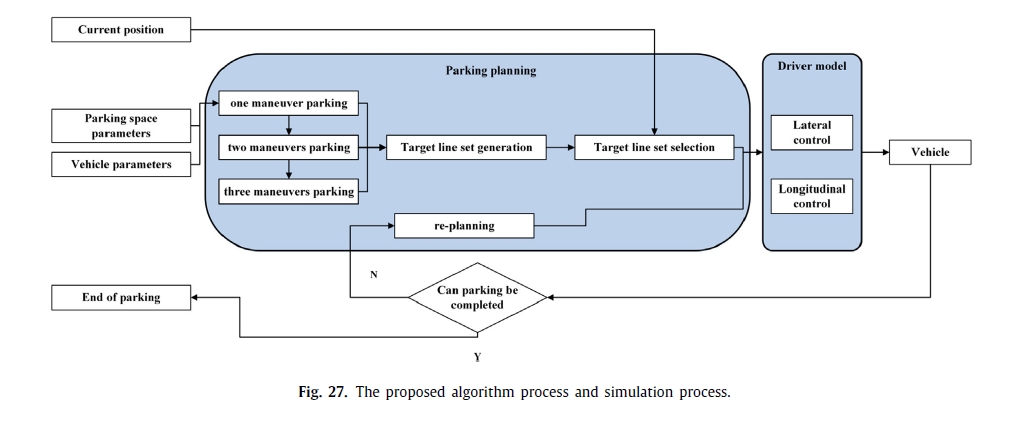 Current position
Parking planning
Driver model
one maneuver parking
Parking space
parameters
Lateral
control
two maneuvers parking
Target line set generation
Target line set selection
Vehicle
Vehicle parameters
three maneuvers parking
Longitudinal
control
re-planning
N
Can parking be
completed
End of parking
Y
Fig. 27. The proposed algorithm process and simulation process.